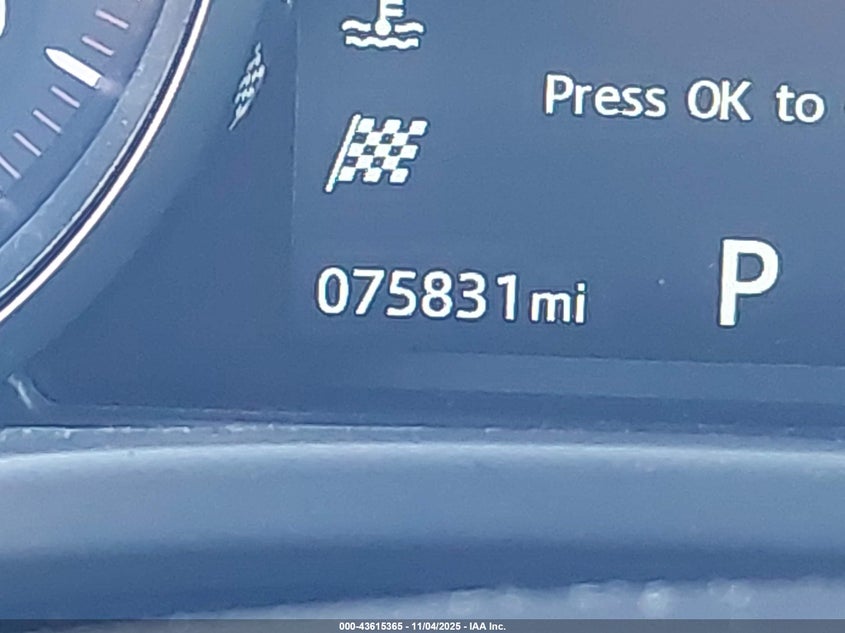 F
Press OK to
075831mi
P
000-43615365 - 11/04/2025 - IAA Inc.